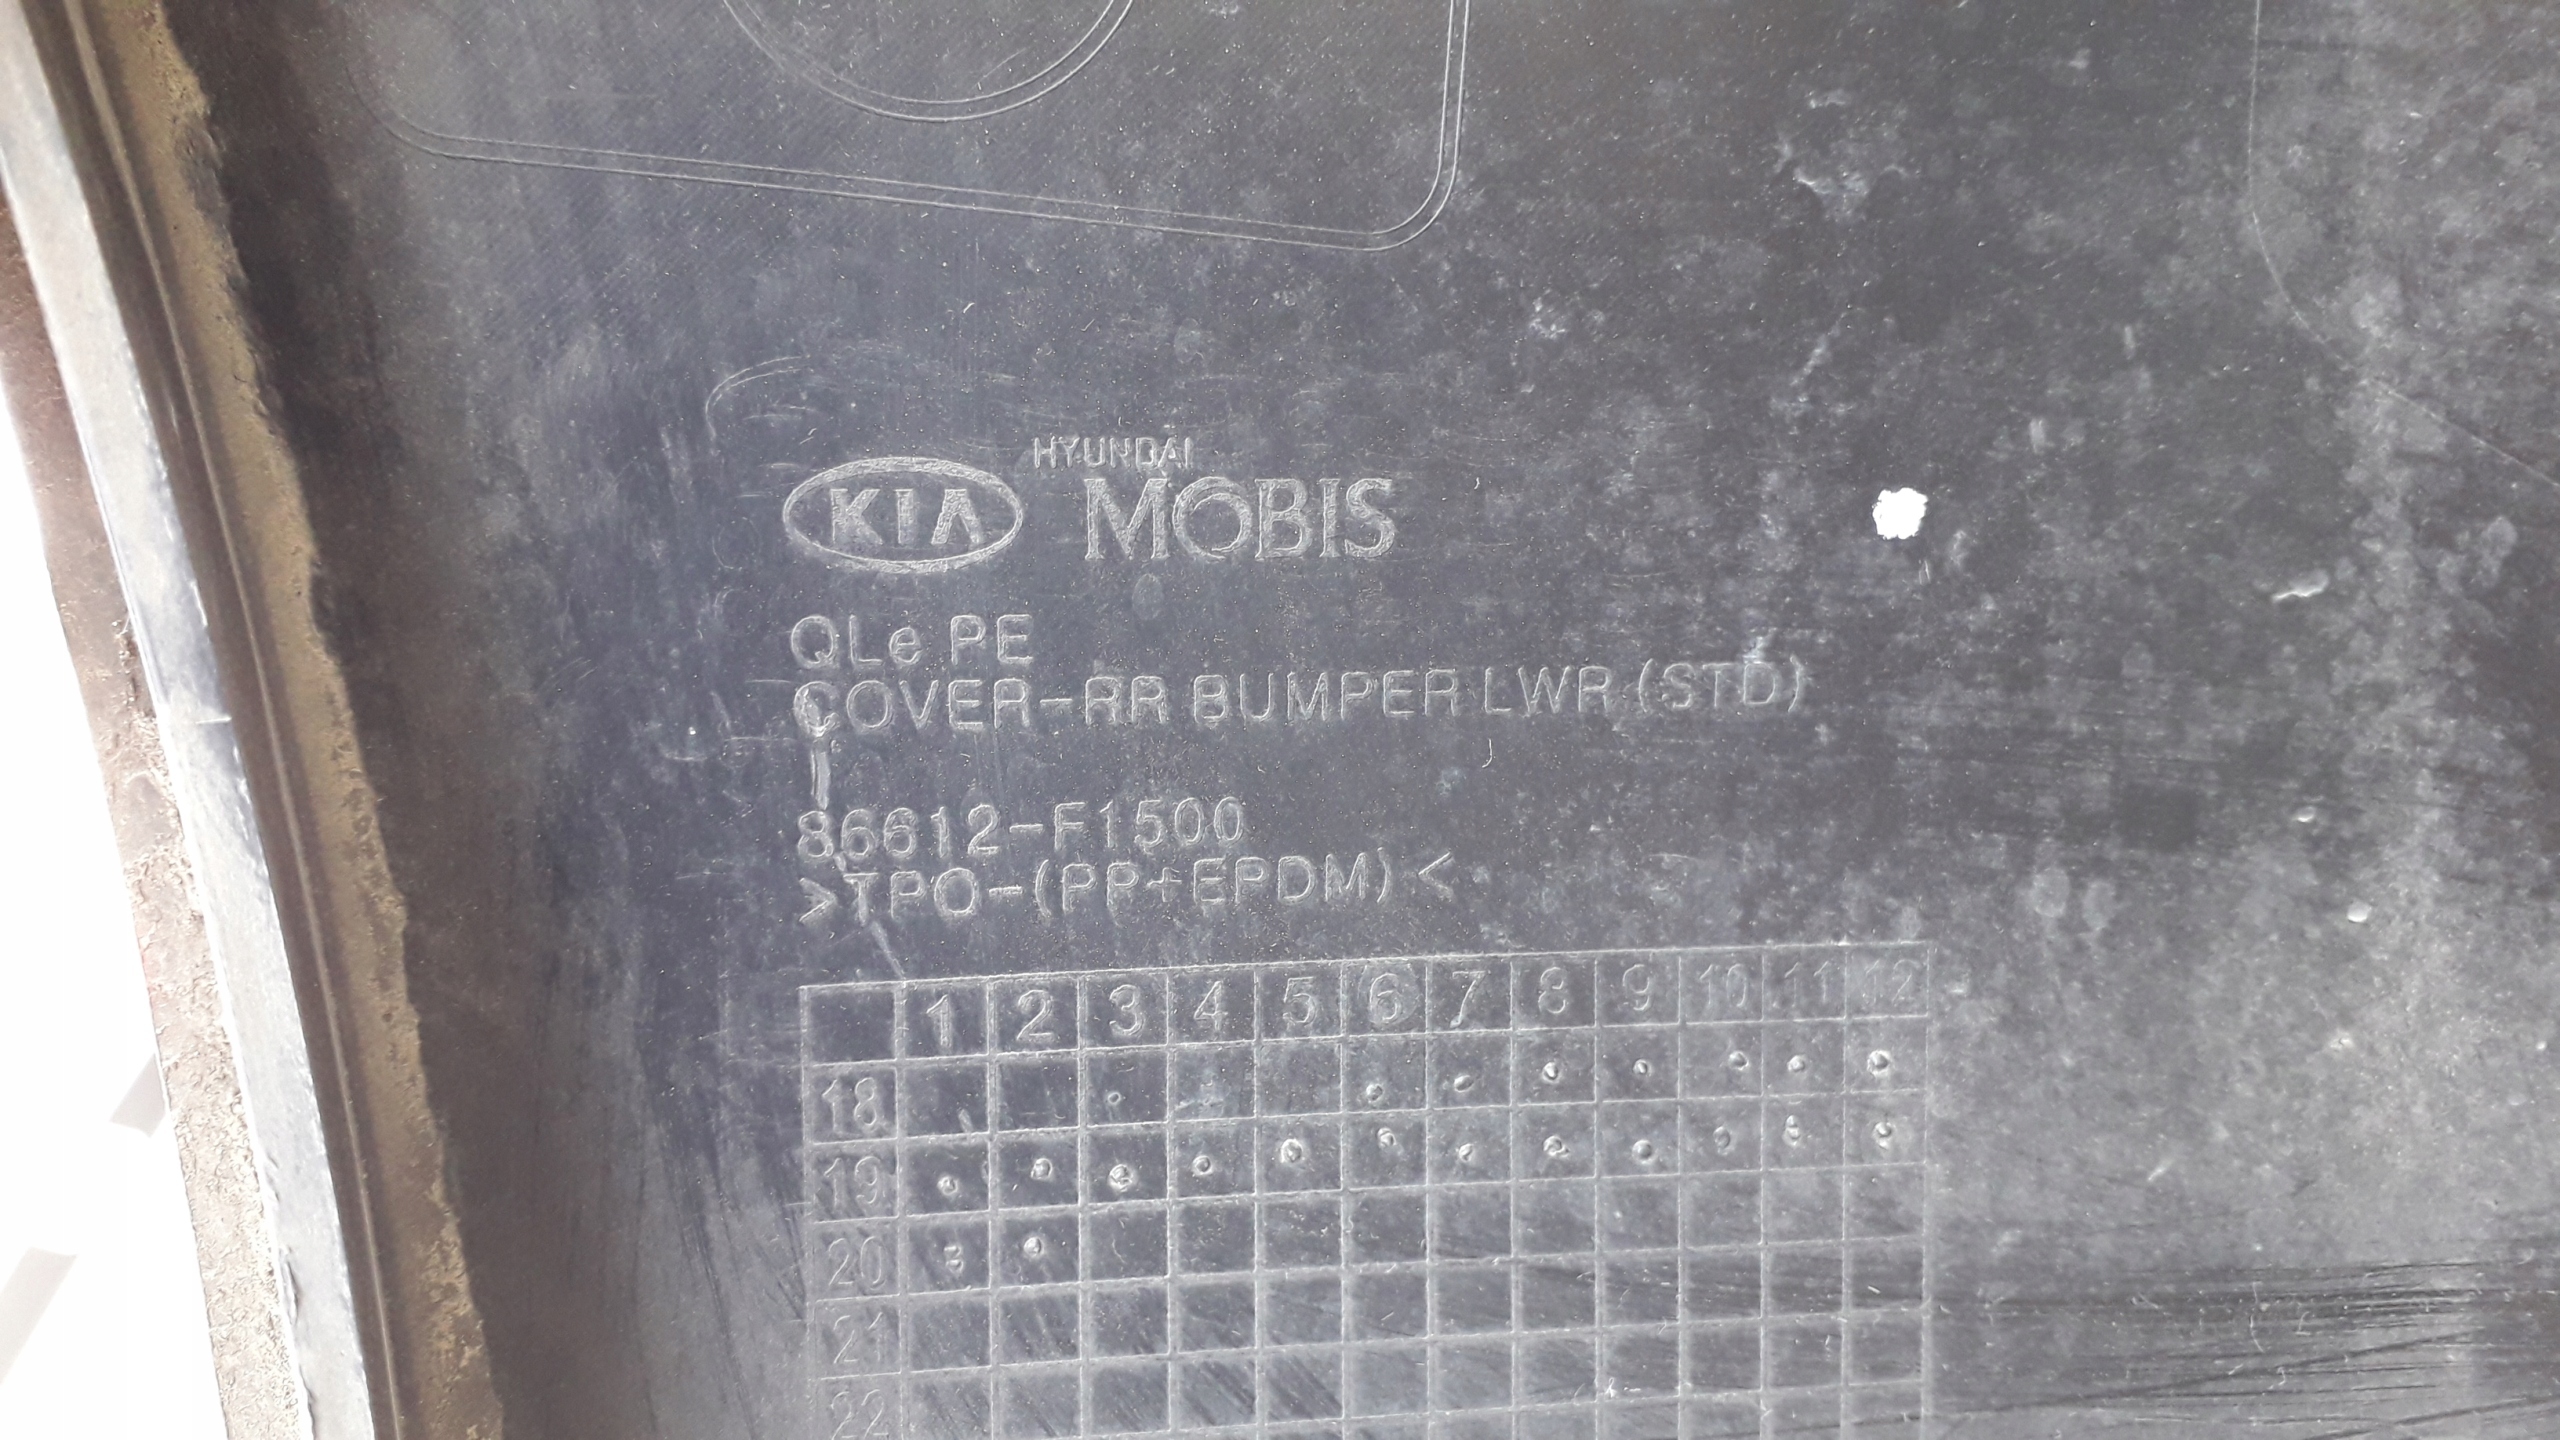 HYUNDAI
KIA MOBIS
QLe PE
COVER-RR BUMPER LWR (STD)
86612-F1500
>TPO-(PP+EPDM)<
1 2 3 4 5 6 7 8 9 10 11 12
18
19
20
21
22